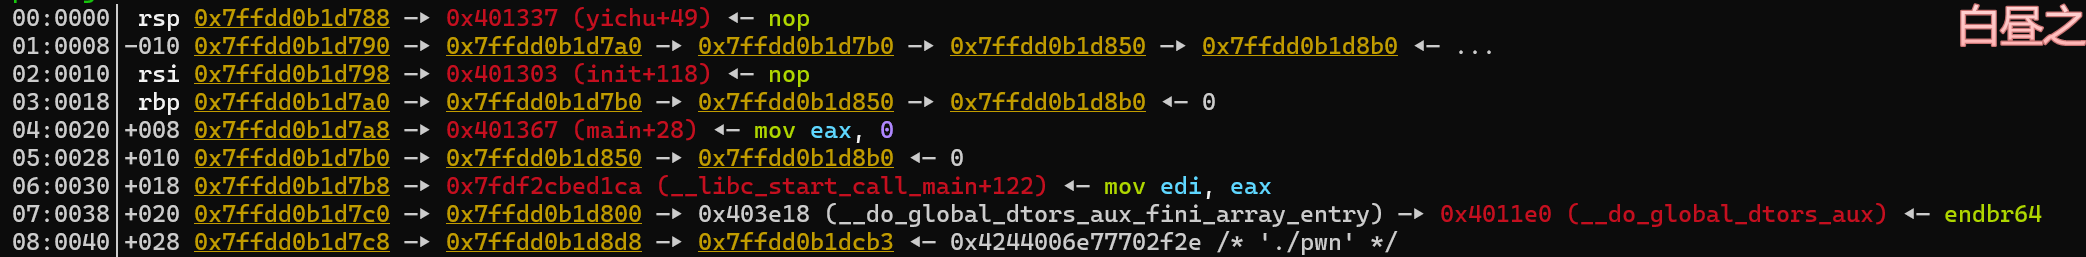 00:0000│ rsp 0x7ffdd0b1d788 —▸ 0x401337 (yichu+49) ◂— nop
01:0008│-010 0x7ffdd0b1d790 —▸ 0x7ffdd0b1d7a0 —▸ 0x7ffdd0b1d7b0 —▸ 0x7ffdd0b1d850 —▸ 0x7ffdd0b1d8b0 ◂— ...
02:0010│ rsi 0x7ffdd0b1d798 —▸ 0x401303 (init+118) ◂— nop
03:0018│ rbp 0x7ffdd0b1d7a0 —▸ 0x7ffdd0b1d7b0 —▸ 0x7ffdd0b1d850 —▸ 0x7ffdd0b1d8b0 ◂— 0
04:0020│+008 0x7ffdd0b1d7a8 —▸ 0x401367 (main+28) ◂— mov eax, 0
05:0028│+010 0x7ffdd0b1d7b0 —▸ 0x7ffdd0b1d850 —▸ 0x7ffdd0b1d8b0 ◂— 0
06:0030│+018 0x7ffdd0b1d7b8 —▸ 0x7fdf2cbed1ca (__libc_start_call_main+122) ◂— mov edi, eax
07:0038│+020 0x7ffdd0b1d7c0 —▸ 0x7ffdd0b1d800 —▸ 0x403e18 (__do_global_dtors_aux_fini_array_entry) —▸ 0x4011e0 (__do_global_dtors_aux) ◂— endbr64
08:0040│+028 0x7ffdd0b1d7c8 —▸ 0x7ffdd0b1d8d8 —▸ 0x7ffdd0b1dcb3 ◂— 0x4244006e77702f2e /* './pwn' */
白昼之